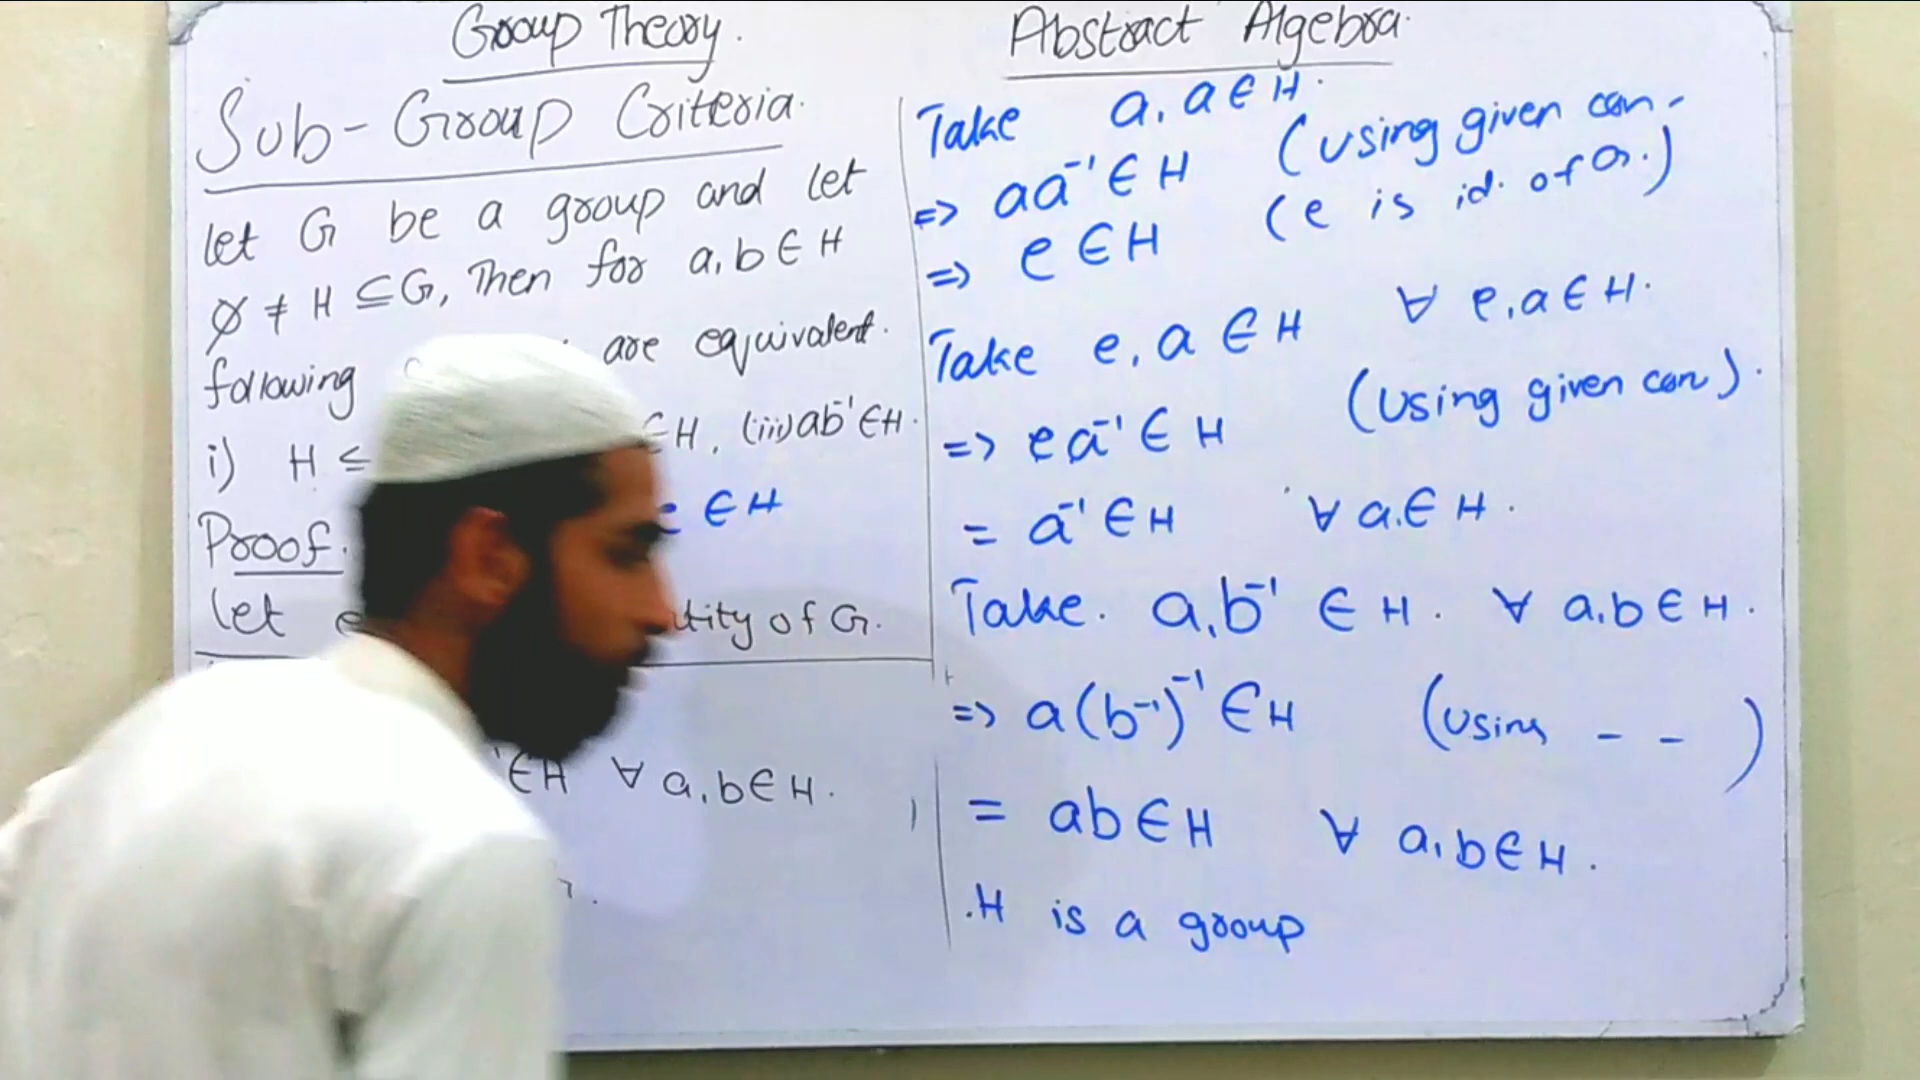 Group Theory.
Sub-Group Criteria.
let G be a group and let
∅ ≠ H ⊆ G, Then for a,b ∈ H
following are equivalent.
i) H ≤ ∈H, (iii) ab⁻¹ ∈H.
Proof. e ∈ H
let e of G.
∈H ∀ a,b∈H.
Abstract Algebra.
Take a,a∈H.
=> aa⁻¹∈H (using given con-
=> e∈H (e is id. of G.)
Take e,a∈H ∀ e,a∈H.
=> ea⁻¹∈H (using given con).
= a⁻¹∈H ∀ a∈H.
Take. a,b⁻¹ ∈ H. ∀ a,b∈H.
=> a(b⁻¹)⁻¹ ∈H (using - - )
= ab∈H ∀ a,b∈H.
.H is a group